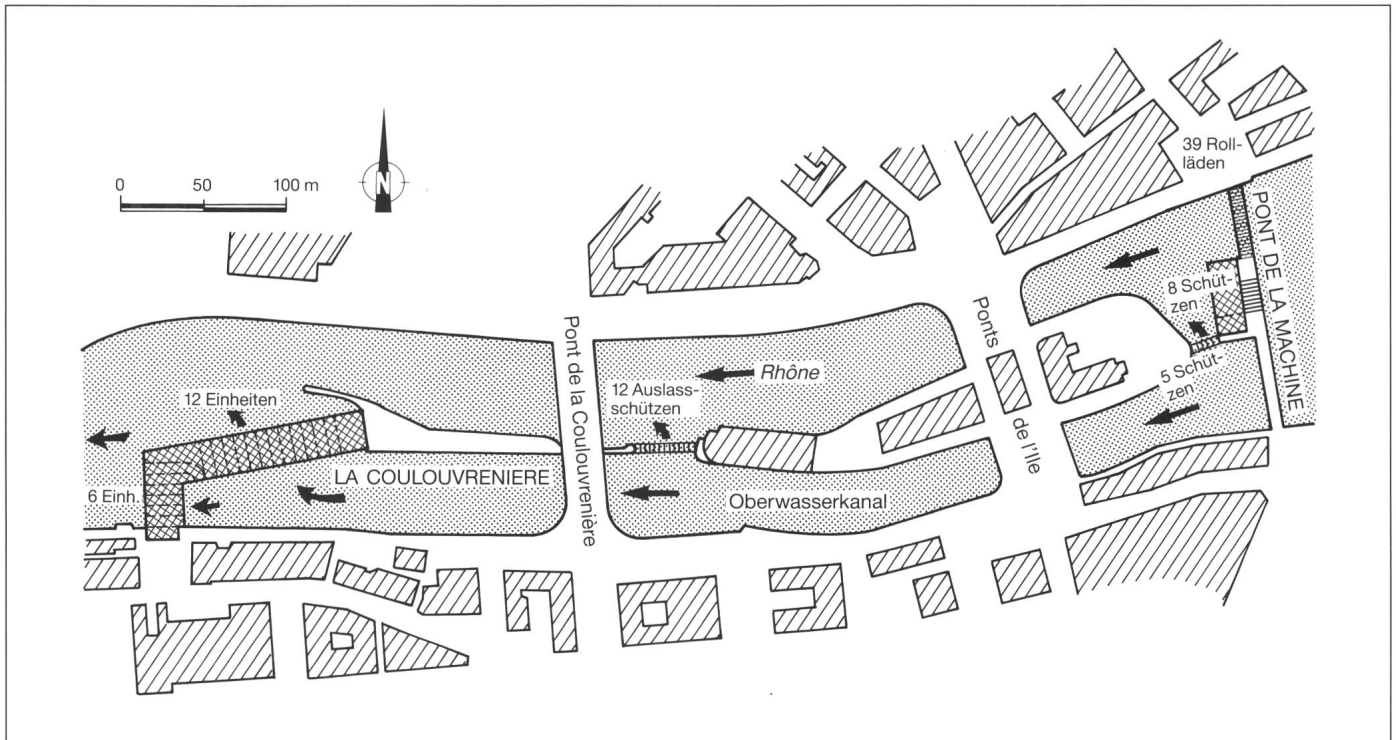 0 50 100 m
N
39 Roll-
läden
PONT DE LA MACHINE
8 Schüt-
zen
5 Schüt-
zen
Ponts
de l'Ile
Pont de la Coulouvrenière
Rhône
12 Auslass-
schützen
12 Einheiten
LA COULOUVRENIERE
6 Einh.
Oberwasserkanal